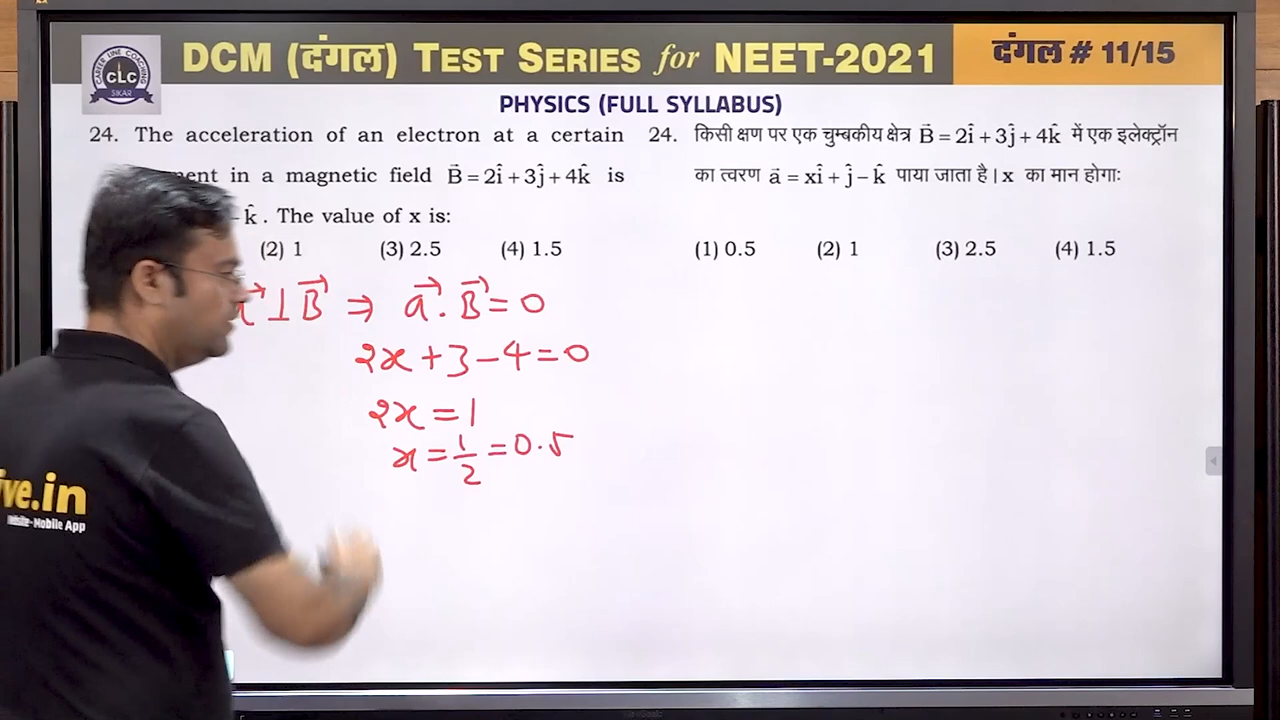 CAREER LINE COACHING
CLC
SIKAR
DCM (दंगल) TEST SERIES for NEET-2021
दंगल # 11/15
PHYSICS (FULL SYLLABUS)
24. The acceleration of an electron at a certain
in a magnetic field B⃗ = 2î + 3ĵ + 4k̂ is
– k̂ . The value of x is:
(2) 1 (3) 2.5 (4) 1.5
a⃗ ⊥ B⃗ ⇒ a⃗ . B⃗ = 0
2x + 3 – 4 = 0
2x = 1
x = 1/2 = 0.5
24. किसी क्षण पर एक चुम्बकीय क्षेत्र B⃗ = 2î + 3ĵ + 4k̂ में एक इलेक्ट्रॉन
का त्वरण a⃗ = xî + ĵ – k̂ पाया जाता है। x का मान होगाः
(1) 0.5 (2) 1 (3) 2.5 (4) 1.5
ive.in
Website-Mobile App